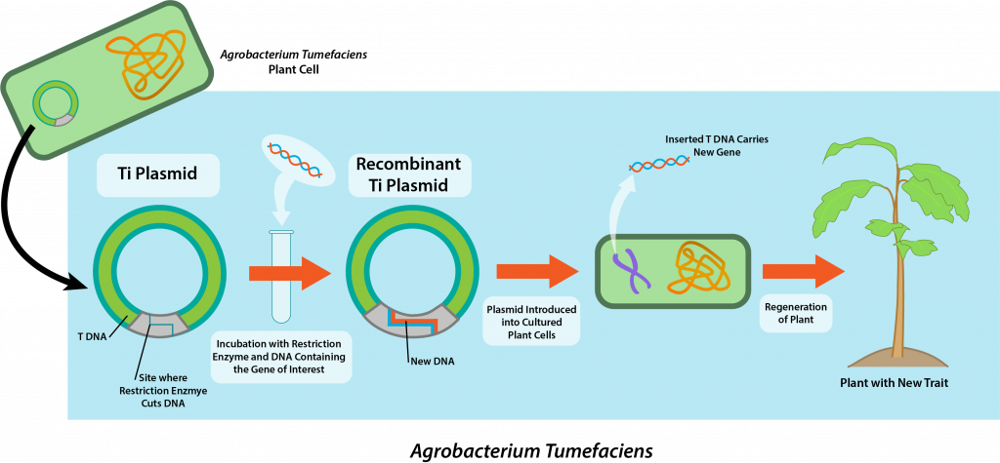 Agrobacterium Tumefaciens
Plant Cell
Ti Plasmid
T DNA
Site where
Restriction Enzmye
Cuts DNA
Incubation with Restriction
Enzyme and DNA Containing
the Gene of Interest
Recombinant
Ti Plasmid
New DNA
Plasmid Introduced
into Cultured
Plant Cells
Inserted T DNA Carries
New Gene
Regeneration
of Plant
Plant with New Trait
Agrobacterium Tumefaciens